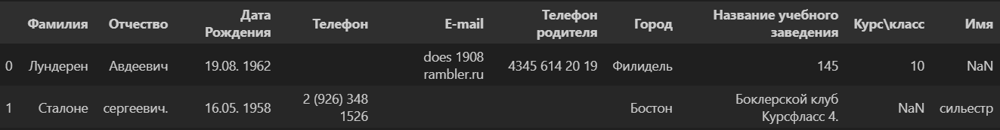 Фамилия Отчество Дата Рождения Телефон E-mail Телефон родителя Город Название учебного заведения Курс\класс Имя
0 Лундерен Авдеевич 19.08. 1962 does 1908 rambler.ru 4345 614 20 19 Филидель 145 10 NaN
1 Сталоне сергеевич. 16.05. 1958 2 (926) 348 1526 Бостон Боклерской клуб Курсфласс 4. NaN сильестр